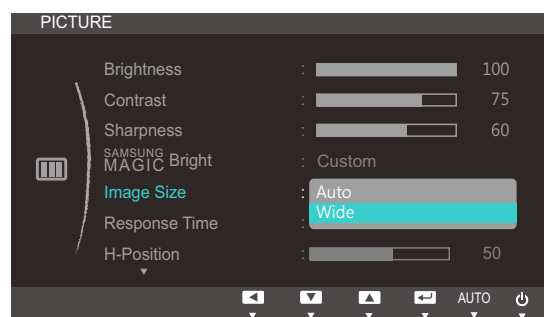 PICTURE
Brightness : 100
Contrast : 75
Sharpness : 60
SAMSUNG MAGIC Bright : Custom
Image Size : Auto
Wide
Response Time :
H-Position : 50
AUTO